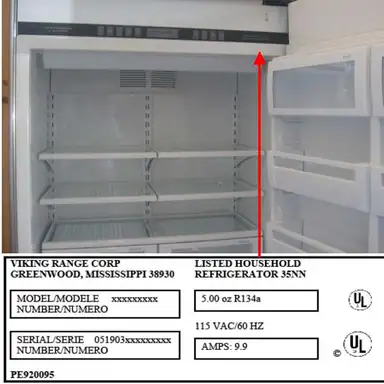 VIKING RANGE CORP
GREENWOOD, MISSISSIPPI 38930
MODEL/MODELE xxxxxxxxx
NUMBER/NUMERO
SERIAL/SERIE 051903xxxxxxxxx
NUMBER/NUMERO
PE920095
LISTED HOUSEHOLD
REFRIGERATOR 35NN
5.00 oz R134a
115 VAC/60 HZ
AMPS: 9.9
UL
c UL